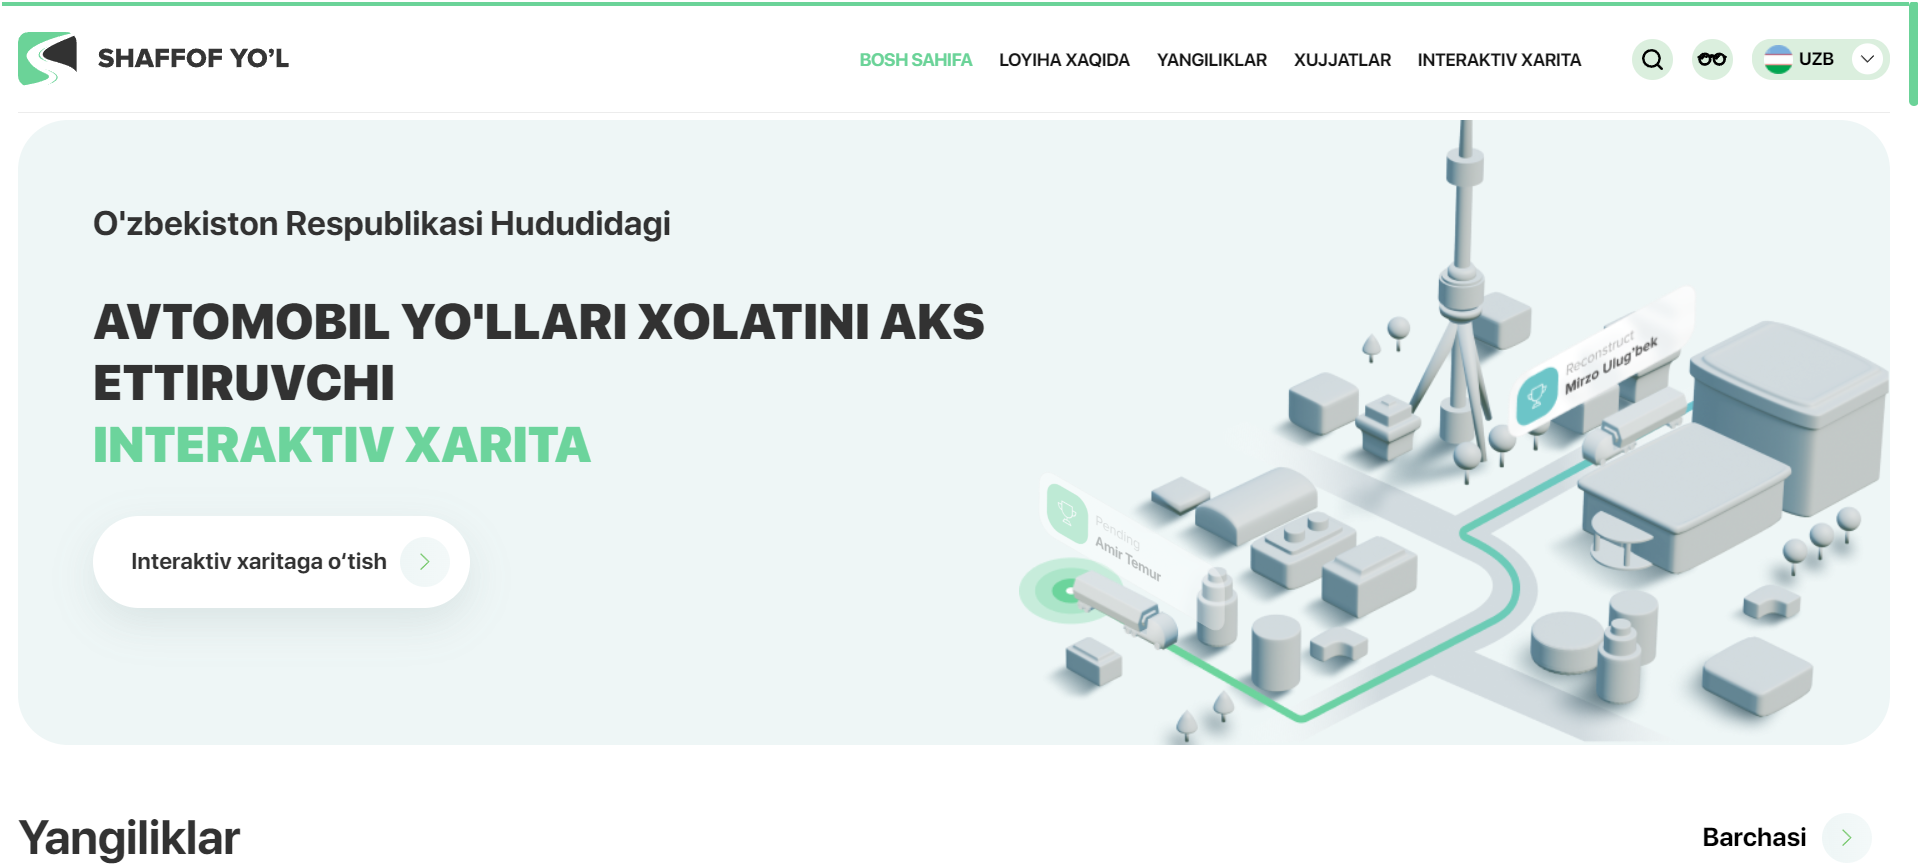 SHAFFOF YO’L
BOSH SAHIFA LOYIHA XAQIDA YANGILIKLAR XUJJATLAR INTERAKTIV XARITA UZB
O'zbekiston Respublikasi Hududidagi
AVTOMOBIL YO'LLARI XOLATINI AKS
ETTIRUVCHI
INTERAKTIV XARITA
Interaktiv xaritaga o‘tish
Reconstruct
Mirzo Ulug'bek
Pending
Amir Temur
Yangiliklar
Barchasi